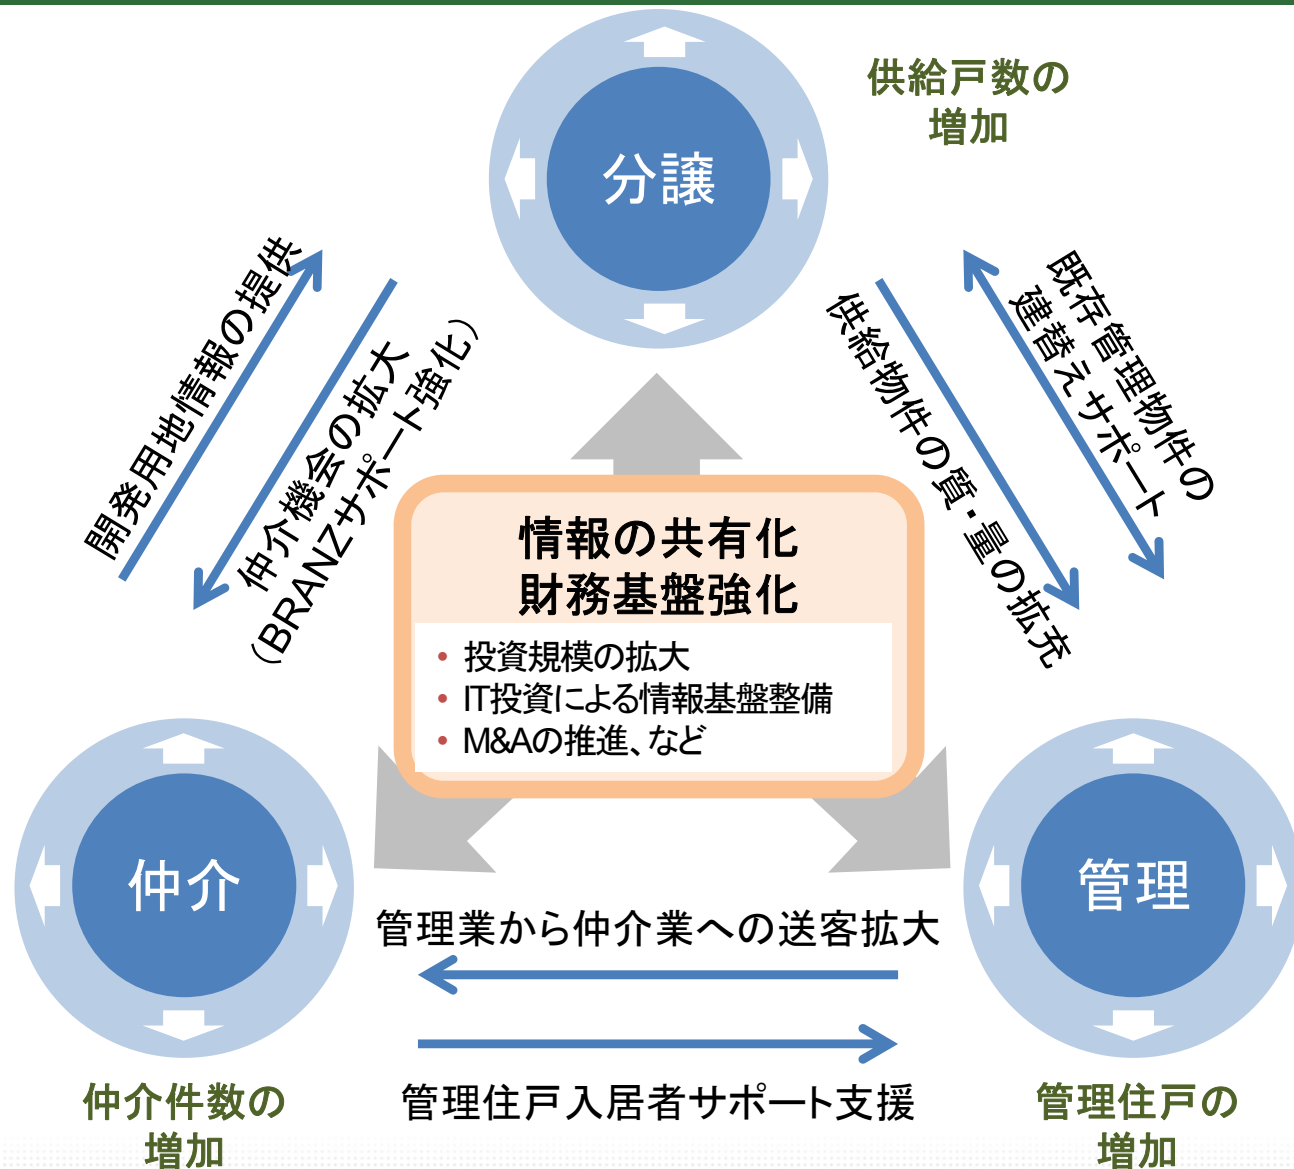 供給戸数の
増加
分譲
開発用地情報の提供
仲介機会の拡大
（BRANZサポート強化）
供給物件の質・量の拡充
既存管理物件の
建替えサポート
情報の共有化
財務基盤強化
• 投資規模の拡大
• IT投資による情報基盤整備
• M&Aの推進、など
仲介
管理
管理業から仲介業への送客拡大
管理住戸入居者サポート支援
仲介件数の
増加
管理住戸の
増加